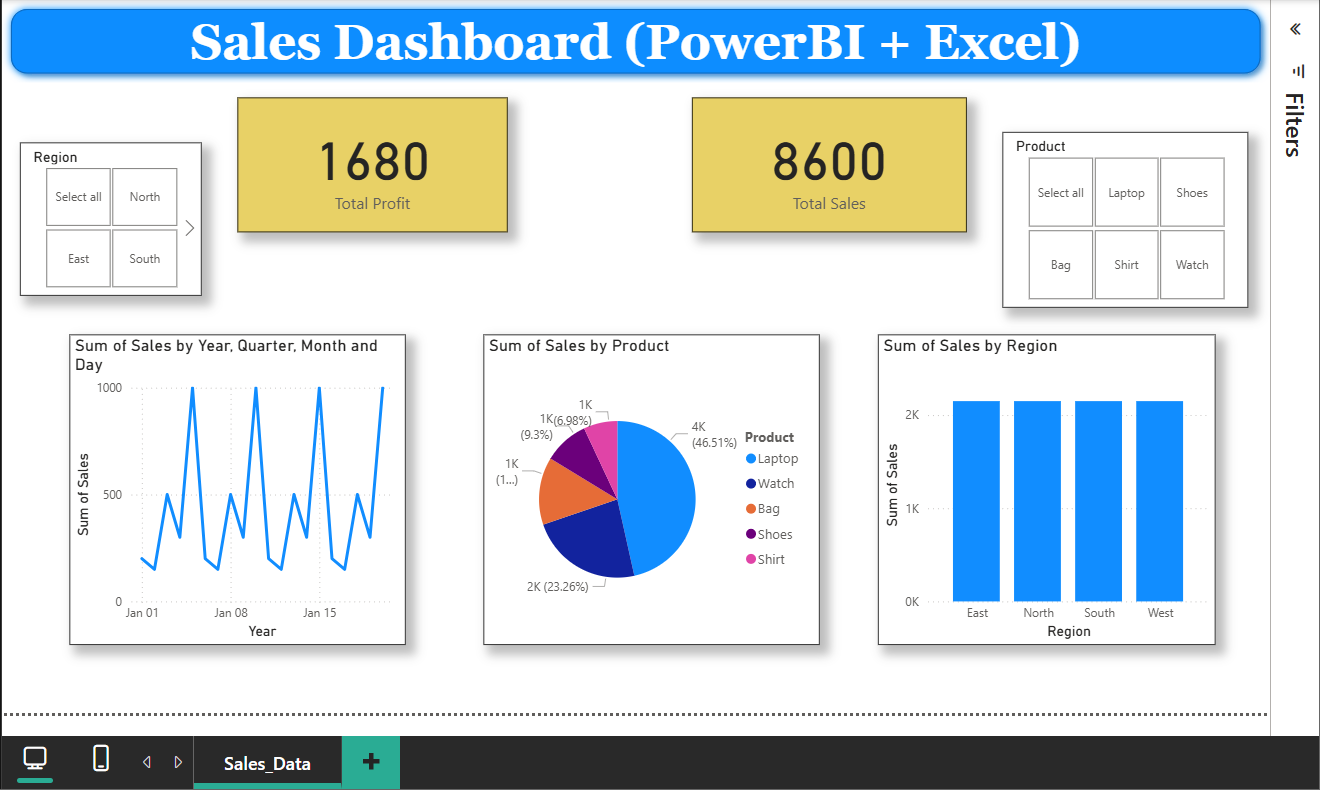 Sales Dashboard (PowerBI + Excel)
Filters
Region
Select all
North
East
South
1680
Total Profit
8600
Total Sales
Product
Select all
Laptop
Shoes
Bag
Shirt
Watch
Sum of Sales by Year, Quarter, Month and
Day
1000
500
0
Sum of Sales
Jan 01
Jan 08
Jan 15
Year
Sum of Sales by Product
1K
(6.98%)
1K
(9.3%)
1K
(1...)
2K (23.26%)
4K
(46.51%)
Product
Laptop
Watch
Bag
Shoes
Shirt
Sum of Sales by Region
2K
1K
0K
Sum of Sales
East
North
South
West
Region
Sales_Data